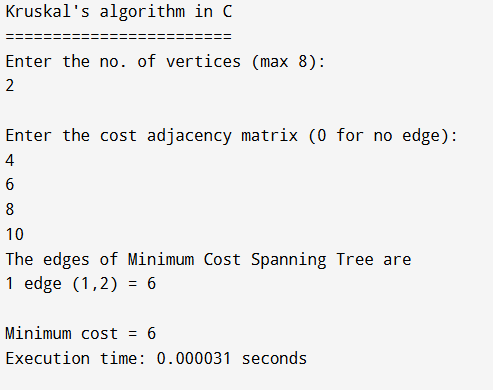 Kruskal's algorithm in C
========================
Enter the no. of vertices (max 8):
2
Enter the cost adjacency matrix (0 for no edge):
4
6
8
10
The edges of Minimum Cost Spanning Tree are
1 edge (1,2) = 6
Minimum cost = 6
Execution time: 0.000031 seconds